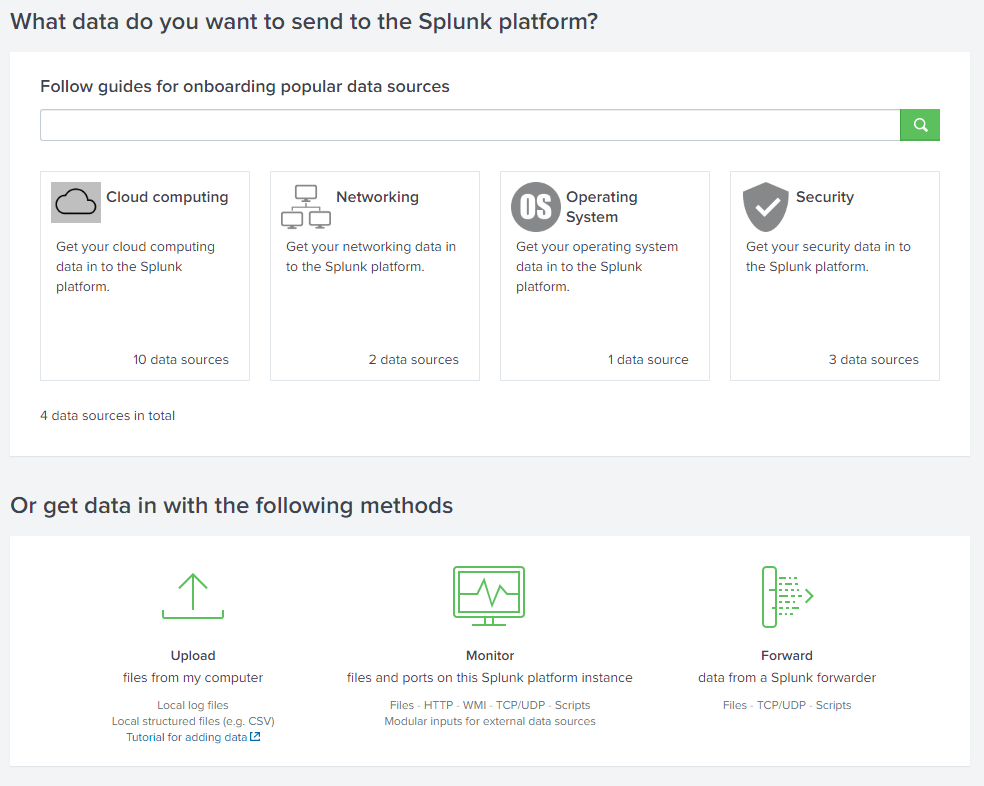 What data do you want to send to the Splunk platform?
Follow guides for onboarding popular data sources
Cloud computing
Get your cloud computing
data in to the Splunk
platform.
10 data sources
Networking
Get your networking data in
to the Splunk platform.
2 data sources
OS
Operating
System
Get your operating system
data in to the Splunk
platform.
1 data source
Security
Get your security data in to
the Splunk platform.
3 data sources
4 data sources in total
Or get data in with the following methods
Upload
files from my computer
Local log files
Local structured files (e.g. CSV)
Tutorial for adding data
Monitor
files and ports on this Splunk platform instance
Files - HTTP - WMI - TCP/UDP - Scripts
Modular inputs for external data sources
Forward
data from a Splunk forwarder
Files - TCP/UDP - Scripts